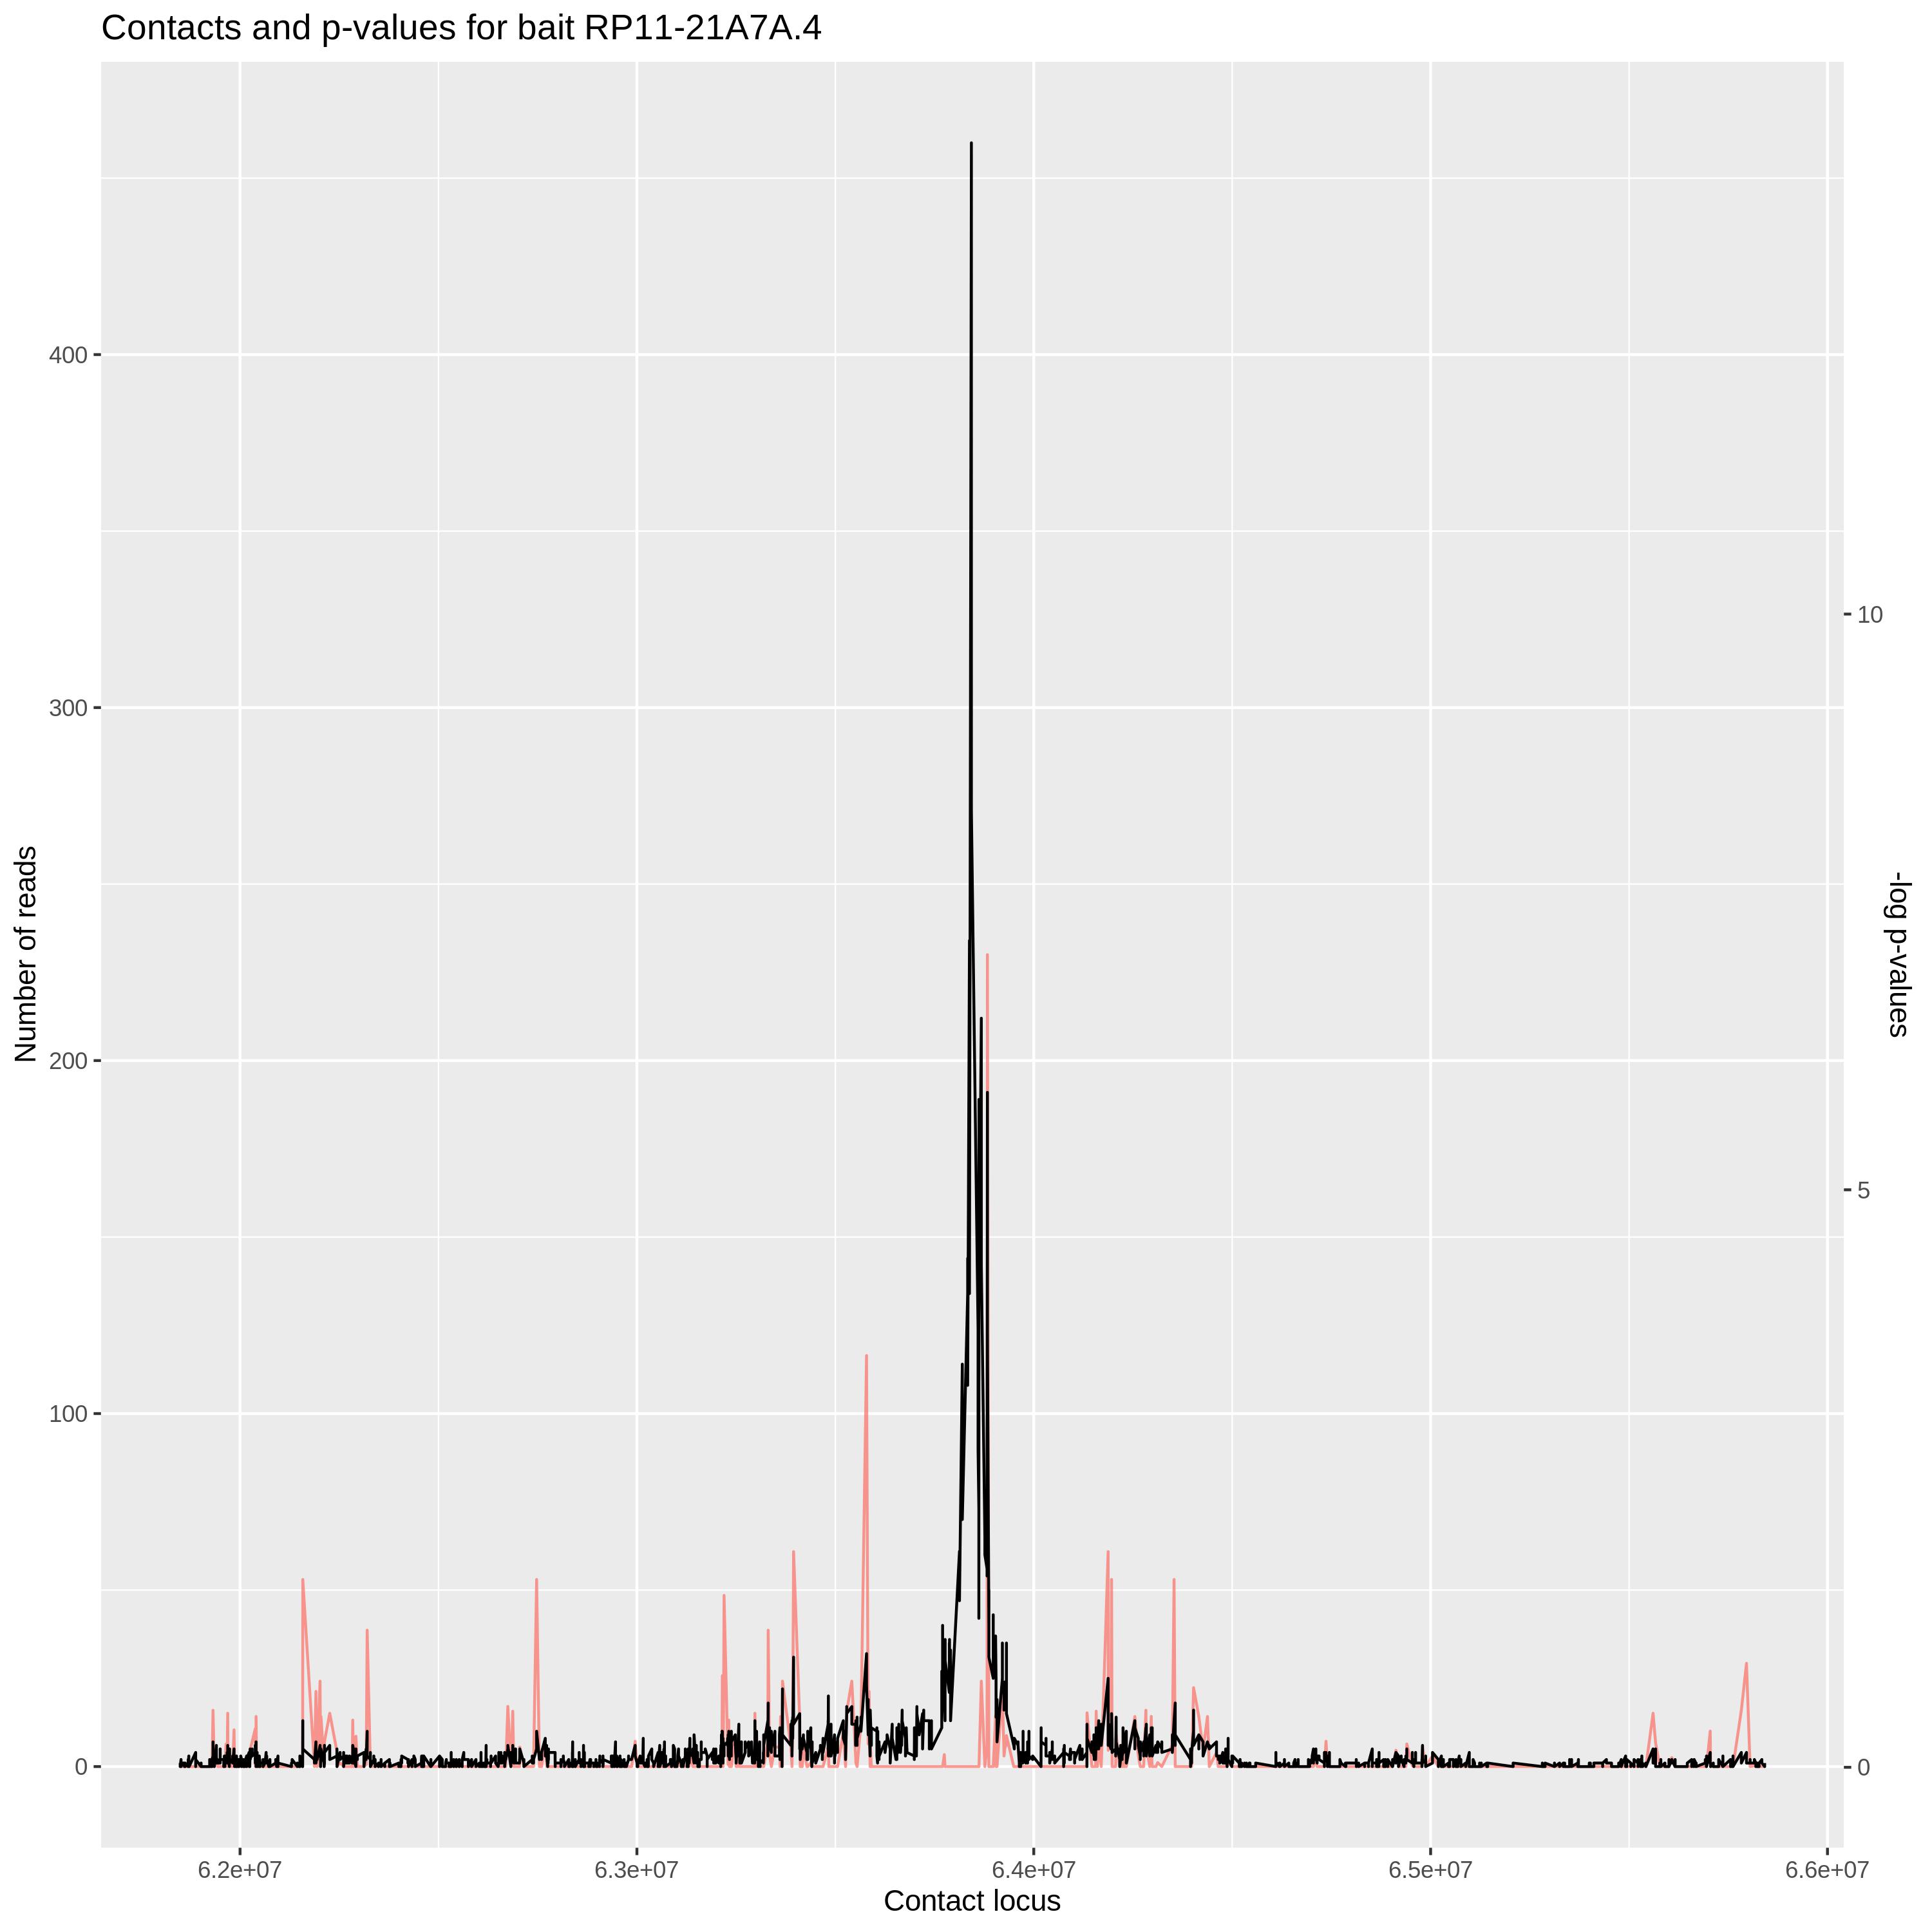 Contacts and p-values for bait RP11-21A7A.4
Number of reads
400
300
200
100
0
10
5
0
-log p-values
6.2e+07 6.3e+07 6.4e+07 6.5e+07 6.6e+07
Contact locus